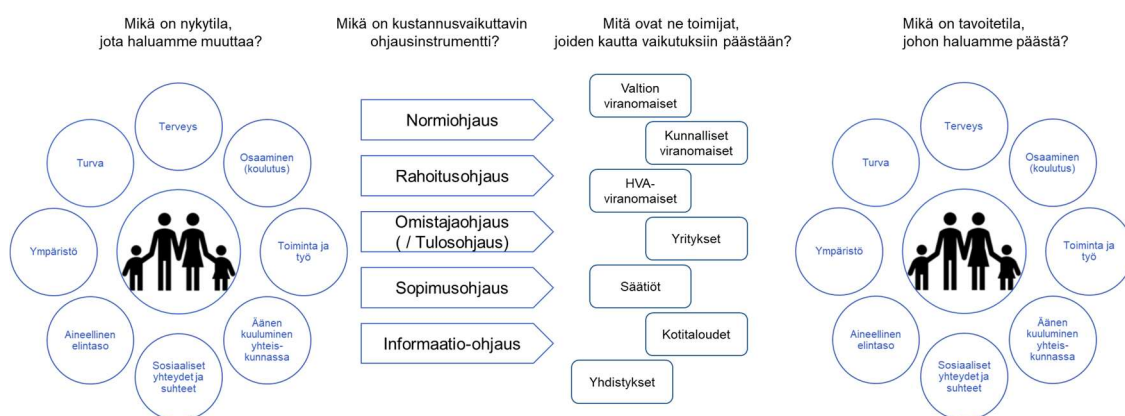 Mikä on nykytila,
jota haluamme muuttaa?
Mikä on kustannusvaikuttavin
ohjausinstrumentti?
Mitä ovat ne toimijat,
joiden kautta vaikutuksiin päästään?
Mikä on tavoitetila,
johon haluamme päästä?
Terveys
Osaaminen
(koulutus)
Toiminta ja
työ
Äänen
kuuluminen
yhteis-
kunnassa
Sosiaaliset
yhteydet ja
suhteet
Aineellinen
elintaso
Ympäristö
Turva
Normiohjaus
Rahoitusohjaus
Omistajaohjaus
( / Tulosohjaus)
Sopimusohjaus
Informaatio-ohjaus
Valtion
viranomaiset
Kunnalliset
viranomaiset
HVA-
viranomaiset
Yritykset
Säätiöt
Kotitaloudet
Yhdistykset
Terveys
Osaaminen
(koulutus)
Toiminta ja
työ
Äänen
kuuluminen
yhteis-
kunnassa
Sosiaaliset
yhteydet ja
suhteet
Aineellinen
elintaso
Ympäristö
Turva